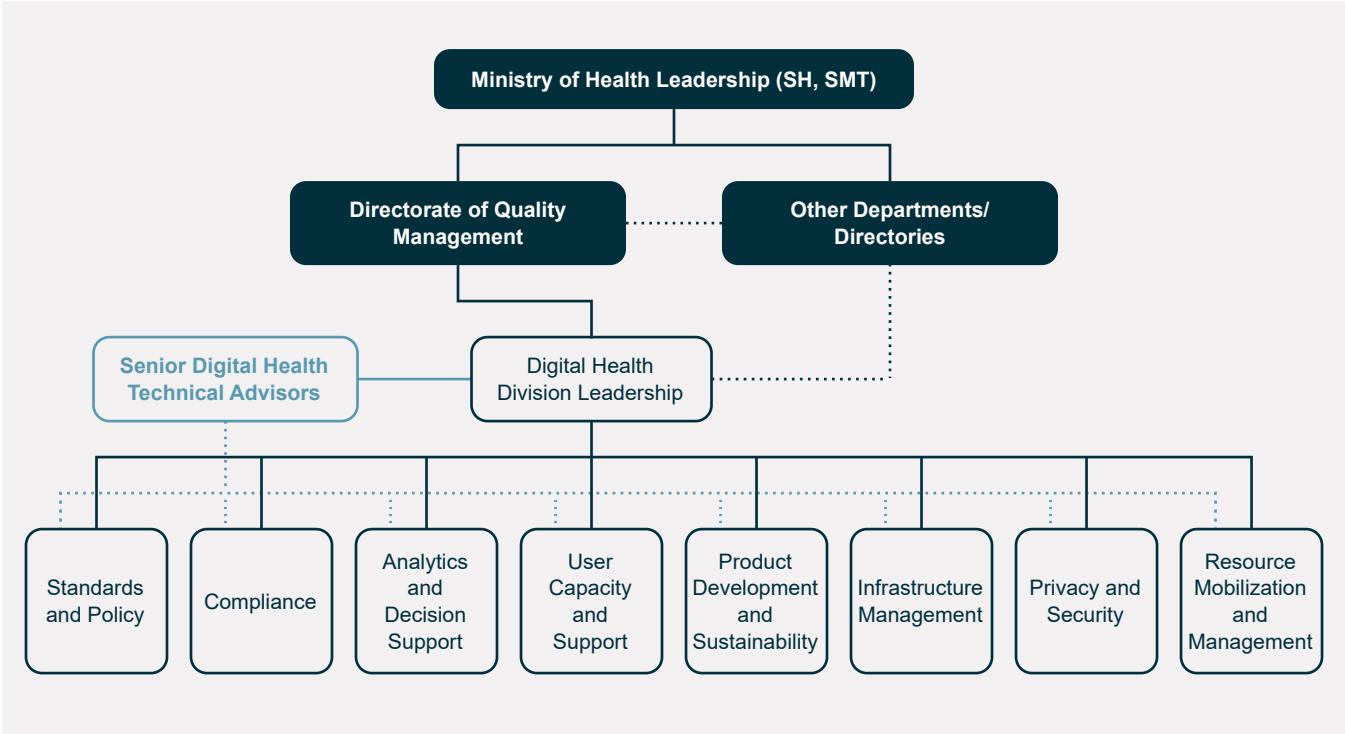 Ministry of Health Leadership (SH, SMT)
Directorate of Quality
Management
Other Departments/
Directories
Senior Digital Health
Technical Advisors
Digital Health
Division Leadership
Standards
and Policy
Compliance
Analytics
and
Decision
Support
User
Capacity
and
Support
Product
Development
and
Sustainability
Infrastructure
Management
Privacy and
Security
Resource
Mobilization
and
Management